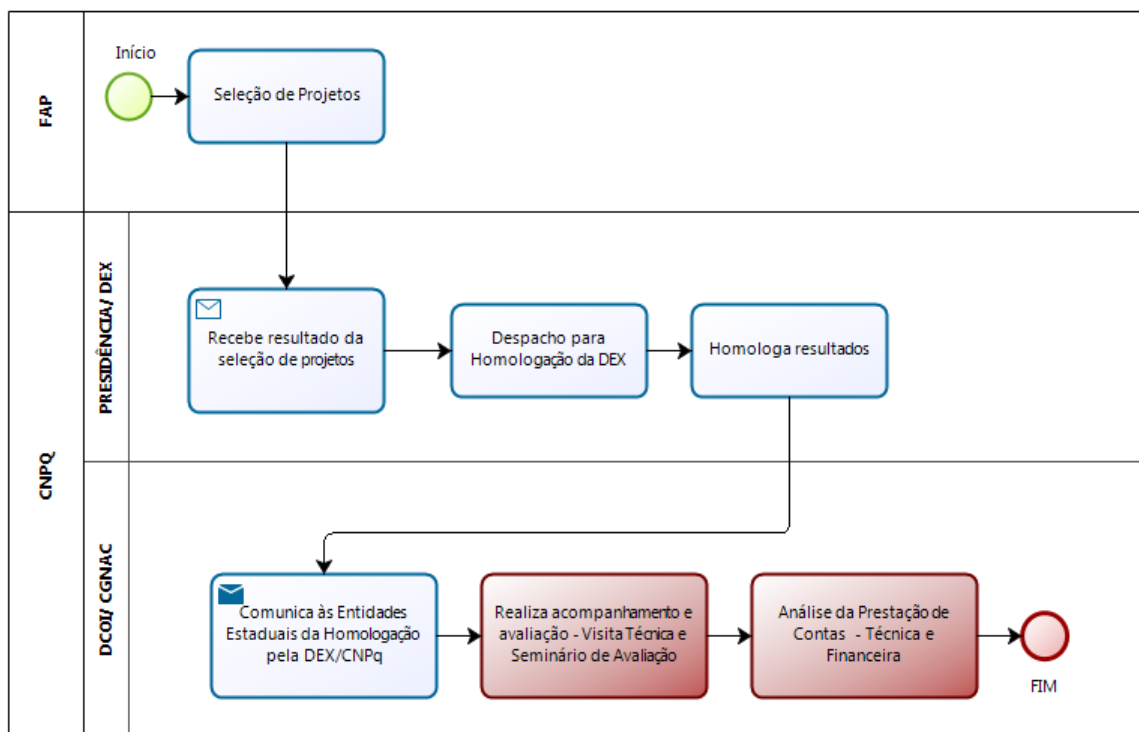 FAP
Início
Seleção de Projetos
CNPQ
PRESIDÊNCIA/ DEX
Recebe resultado da
seleção de projetos
Despacho para
Homologação da DEX
Homologa resultados
DCOI/ CGNAC
Comunica às Entidades
Estaduais da Homologação
pela DEX/CNPq
Realiza acompanhamento e
avaliação - Visita Técnica e
Seminário de Avaliação
Análise da Prestação de
Contas - Técnica e
Financeira
FIM